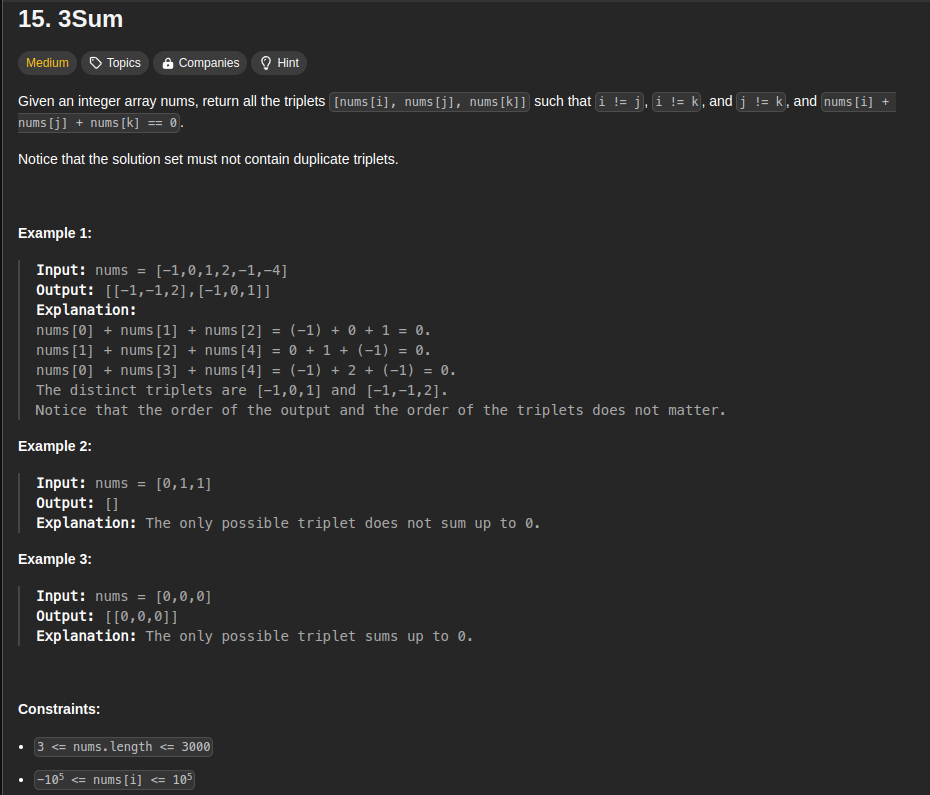 15. 3Sum
Medium Topics Companies Hint
Given an integer array nums, return all the triplets [nums[i], nums[j], nums[k]] such that i != j, i != k, and j != k, and nums[i] +
nums[j] + nums[k] == 0.
Notice that the solution set must not contain duplicate triplets.
Example 1:
Input: nums = [-1,0,1,2,-1,-4]
Output: [[-1,-1,2],[-1,0,1]]
Explanation:
nums[0] + nums[1] + nums[2] = (-1) + 0 + 1 = 0.
nums[1] + nums[2] + nums[4] = 0 + 1 + (-1) = 0.
nums[0] + nums[3] + nums[4] = (-1) + 2 + (-1) = 0.
The distinct triplets are [-1,0,1] and [-1,-1,2].
Notice that the order of the output and the order of the triplets does not matter.
Example 2:
Input: nums = [0,1,1]
Output: []
Explanation: The only possible triplet does not sum up to 0.
Example 3:
Input: nums = [0,0,0]
Output: [[0,0,0]]
Explanation: The only possible triplet sums up to 0.
Constraints:
• 3 <= nums.length <= 3000
• -10⁵ <= nums[i] <= 10⁵